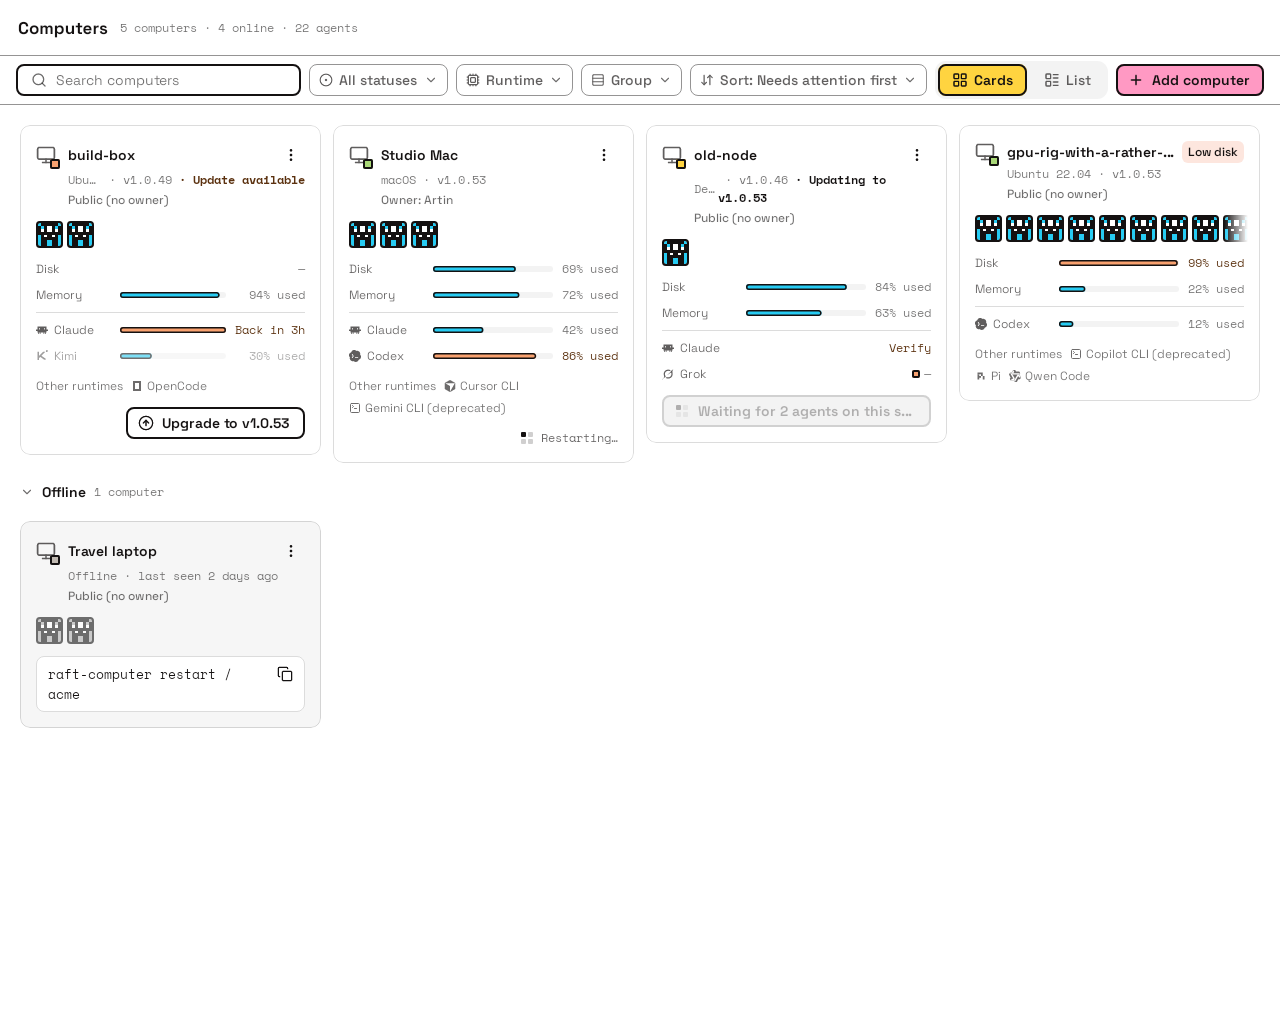 Computers 5 computers · 4 online · 22 agents
Search computers All statuses Runtime Group Sort: Needs attention first Cards List + Add computer
build-box
Ubu… · v1.0.49 · Update available
Public (no owner)
Disk –
Memory 94% used
Claude Back in 3h
Kimi 30% used
Other runtimes OpenCode
Upgrade to v1.0.53
Studio Mac
macOS · v1.0.53
Owner: Artin
Disk 69% used
Memory 72% used
Claude 42% used
Codex 86% used
Other runtimes Cursor CLI
Gemini CLI (deprecated)
Restarting…
old-node
De… · v1.0.46 · Updating to
v1.0.53
Public (no owner)
Disk 84% used
Memory 63% used
Claude Verify
Grok –
Waiting for 2 agents on this s...
gpu-rig-with-a-rather-... Low disk
Ubuntu 22.04 · v1.0.53
Public (no owner)
Disk 99% used
Memory 22% used
Codex 12% used
Other runtimes Copilot CLI (deprecated)
Pi Qwen Code
Offline 1 computer
Travel laptop
Offline · last seen 2 days ago
Public (no owner)
raft-computer restart /
acme